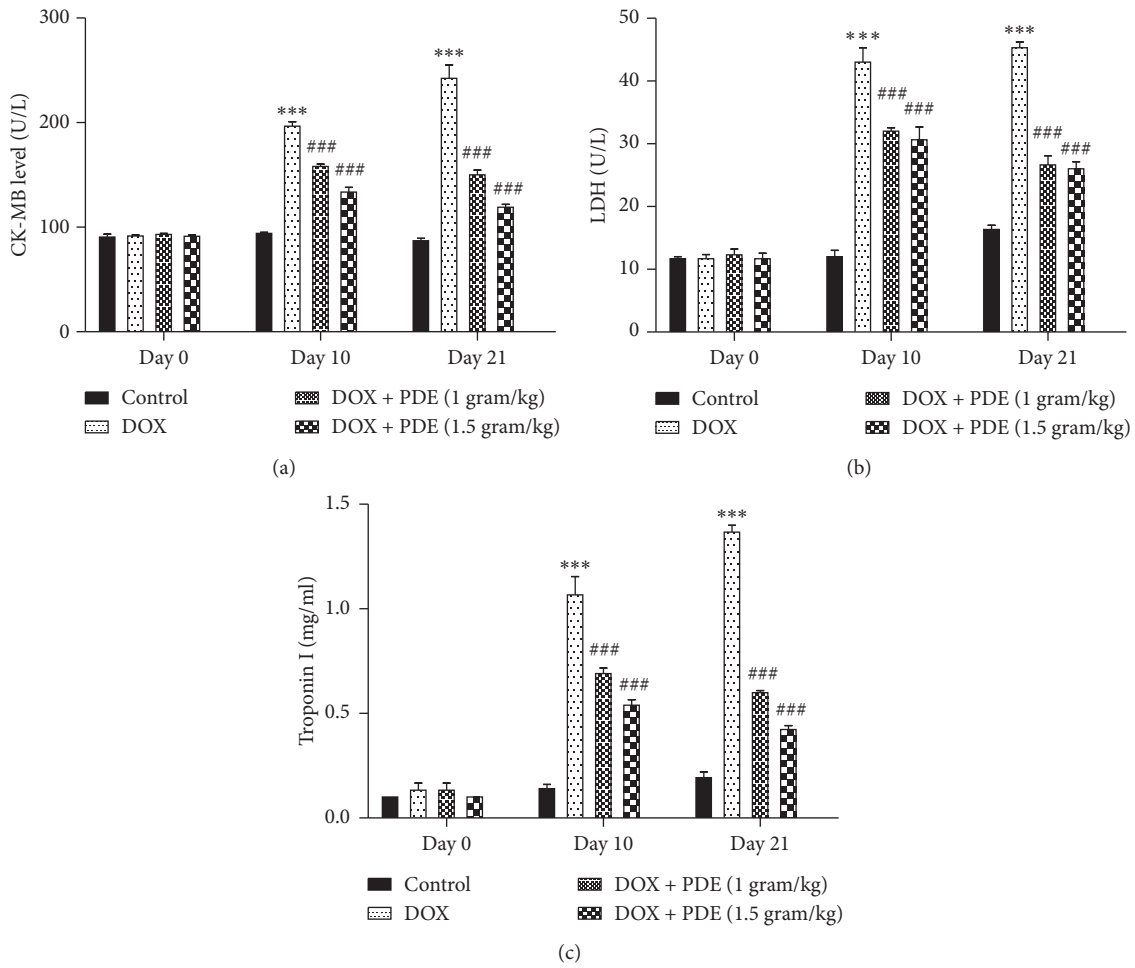 CK-MB level (U/L)
300
200
100
0
***
###
###
***
###
###
Day 0 Day 10 Day 21
Control DOX + PDE (1 gram/kg)
DOX DOX + PDE (1.5 gram/kg)
(a)
LDH (U/L)
50
40
30
20
10
0
***
###
###
***
###
###
Day 0 Day 10 Day 21
Control DOX + PDE (1 gram/kg)
DOX DOX + PDE (1.5 gram/kg)
(b)
Troponin I (mg/ml)
1.5
1.0
0.5
0.0
***
###
###
***
###
###
Day 0 Day 10 Day 21
Control DOX + PDE (1 gram/kg)
DOX DOX + PDE (1.5 gram/kg)
(c)